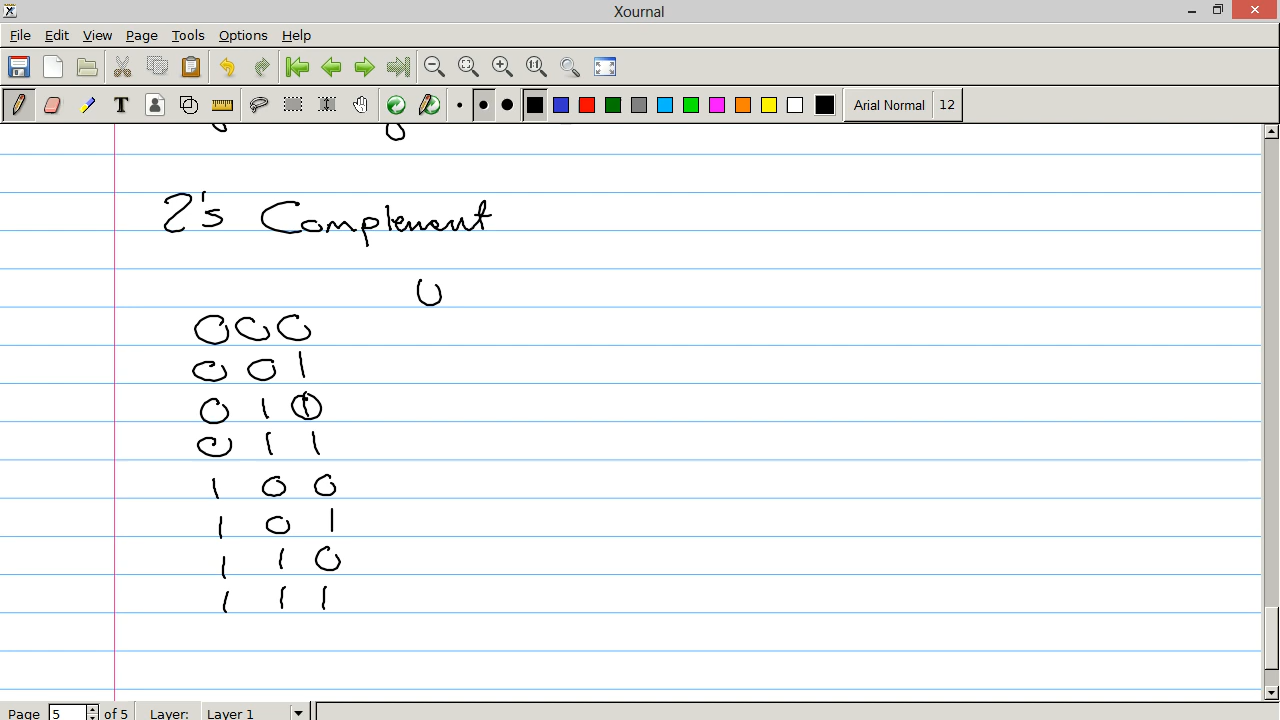 Xournal
File Edit View Page Tools Options Help
T Arial Normal 12
2's Complement
U
000
001
010
011
100
101
110
111
Page 5 of 5 Layer: Layer 1